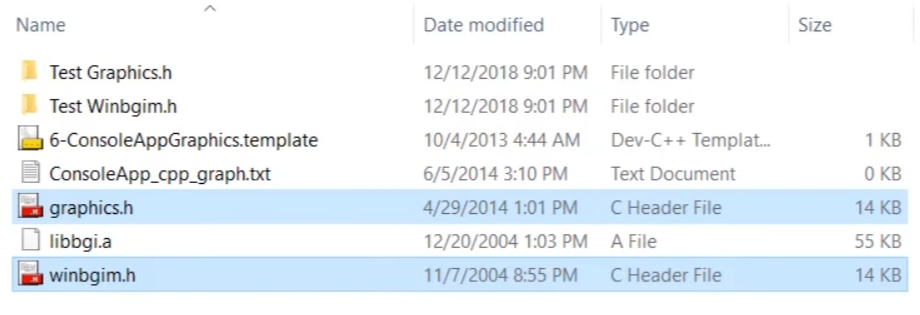 Name Date modified Type Size
Test Graphics.h 12/12/2018 9:01 PM File folder
Test Winbgim.h 12/12/2018 9:01 PM File folder
6-ConsoleAppGraphics.template 10/4/2013 4:44 AM Dev-C++ Templat... 1 KB
ConsoleApp_cpp_graph.txt 6/5/2014 3:10 PM Text Document 0 KB
graphics.h 4/29/2014 1:01 PM C Header File 14 KB
libbgi.a 12/20/2004 1:03 PM A File 55 KB
winbgim.h 11/7/2004 8:55 PM C Header File 14 KB